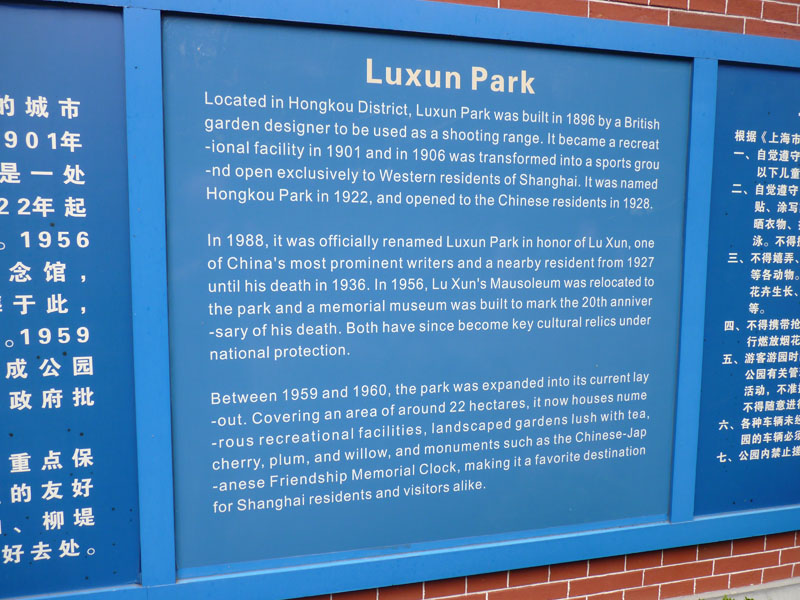 的城市
901年
是一处
22年起
。1956
念馆，
于此，
。1959
成公园
政府批
重点保
的友好
、柳堤
好去处。
Luxun Park
Located in Hongkou District, Luxun Park was built in 1896 by a British
garden designer to be used as a shooting range. It became a recreat
-ional facility in 1901 and in 1906 was transformed into a sports grou
-nd open exclusively to Western residents of Shanghai. It was named
Hongkou Park in 1922, and opened to the Chinese residents in 1928.
In 1988, it was officially renamed Luxun Park in honor of Lu Xun, one
of China's most prominent writers and a nearby resident from 1927
until his death in 1936. In 1956, Lu Xun's Mausoleum was relocated to
the park and a memorial museum was built to mark the 20th anniver
-sary of his death. Both have since become key cultural relics under
national protection.
Between 1959 and 1960, the park was expanded into its current lay
-out. Covering an area of around 22 hectares, it now houses nume
-rous recreational facilities, landscaped gardens lush with tea,
cherry, plum, and willow, and monuments such as the Chinese-Jap
-anese Friendship Memorial Clock, making it a favorite destination
for Shanghai residents and visitors alike.
根据《上海市
一、自觉遵守
以下儿童
二、自觉遵守
贴、涂写
晒衣物、
泳。不得
三、不得嬉弄、
等各动物。
花卉生长、
等。
四、不得携带抢
行燃放烟花
五、游客游园时
公园有关管
活动，不准
不得随意进行
六、各种车辆未经
园的车辆必须
七、公园内禁止搓